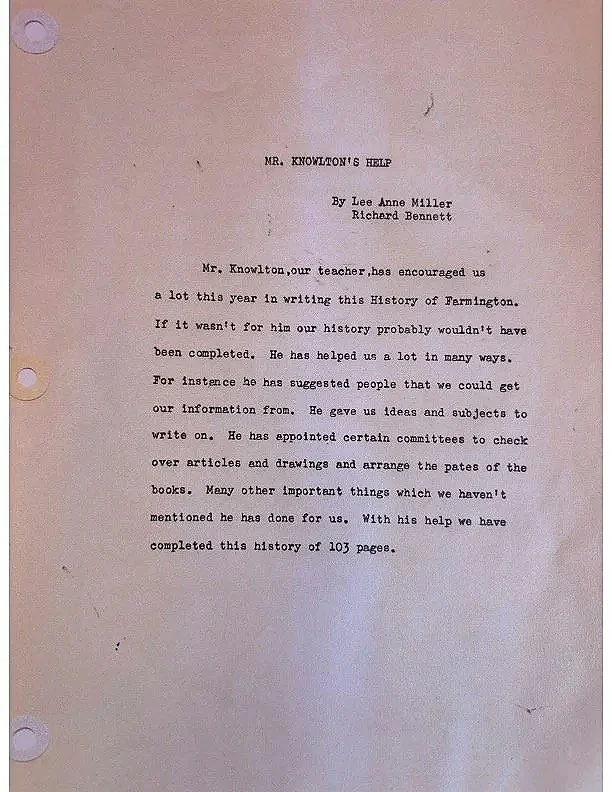 MR. KNOWLTON'S HELP
By Lee Anne Miller
Richard Bennett
Mr. Knowlton,our teacher,has encouraged us
a lot this year in writing this History of Farmington.
If it wasn't for him our history probably wouldn't have
been completed. He has helped us a lot in many ways.
For instance he has suggested people that we could get
our information from. He gave us ideas and subjects to
write on. He has appointed certain committees to check
over articles and drawings and arrange the pates of the
books. Many other important things which we haven't
mentioned he has done for us. With his help we have
completed this history of 103 pages.